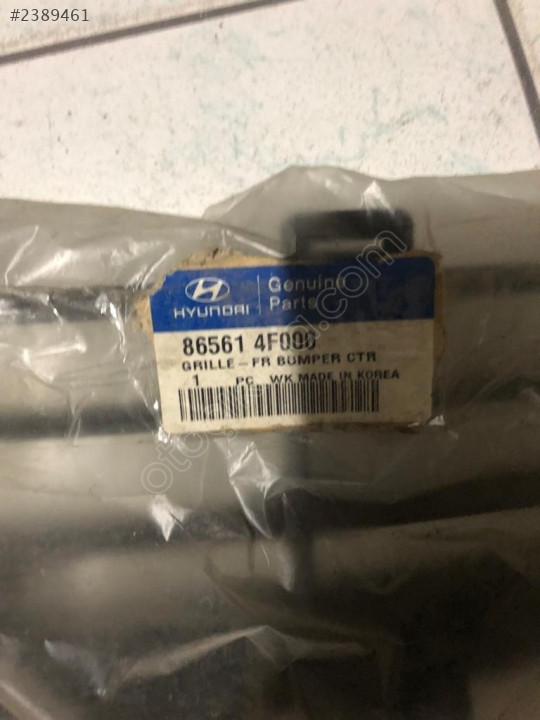 #2389461
HYUNDAI
Genuine
Parts
86561 4F000
GRILLE-FR BUMPER CTR
1 PC WK MADE IN KOREA